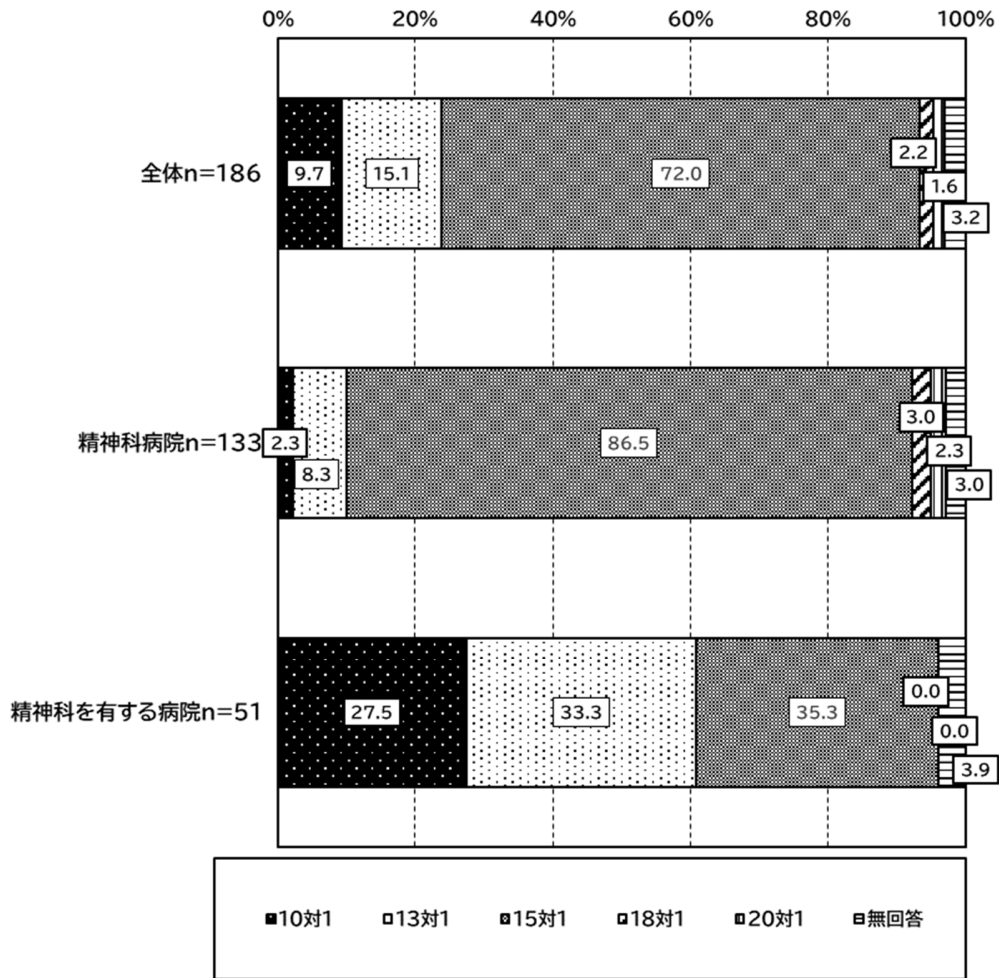 0% 20% 40% 60% 80% 100%
全体n=186 9.7 15.1 72.0 2.2 1.6 3.2
精神科病院n=133 2.3 8.3 86.5 3.0 2.3 3.0
精神科を有する病院n=51 27.5 33.3 35.3 0.0 0.0 3.9
10対1 13対1 15対1 18対1 20対1 無回答